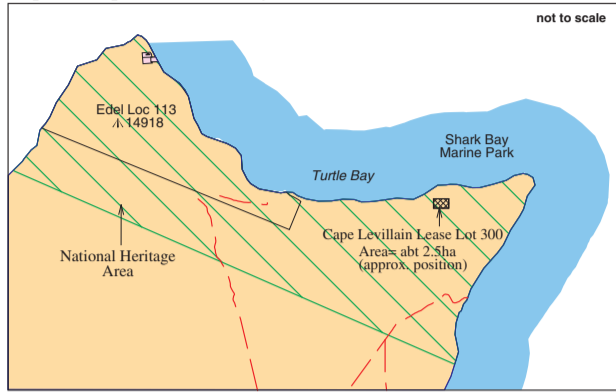 not to scale
Edel Loc 113
14918
Shark Bay
Marine Park
Turtle Bay
Cape Levillain Lease Lot 300
Area= abt 2.5ha
(approx. position)
National Heritage
Area